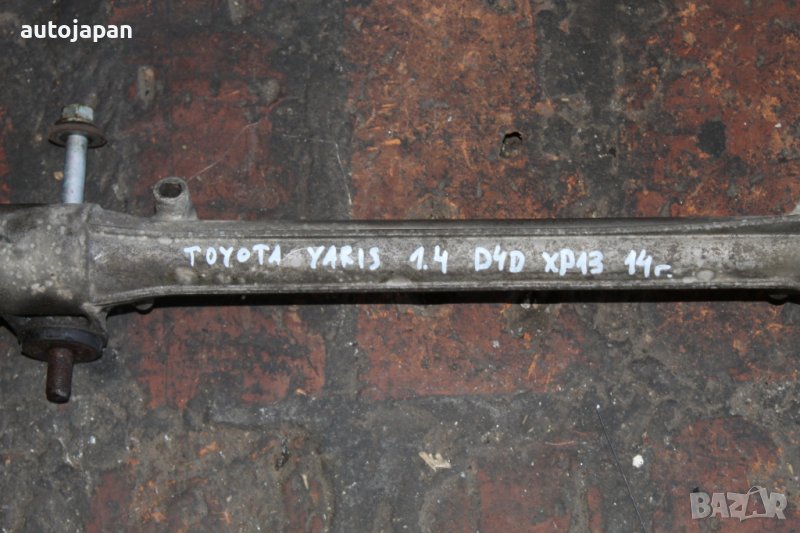 autojapan
TOYOTA YARIS 1.4 D4D XP13 14г.
BAZAR